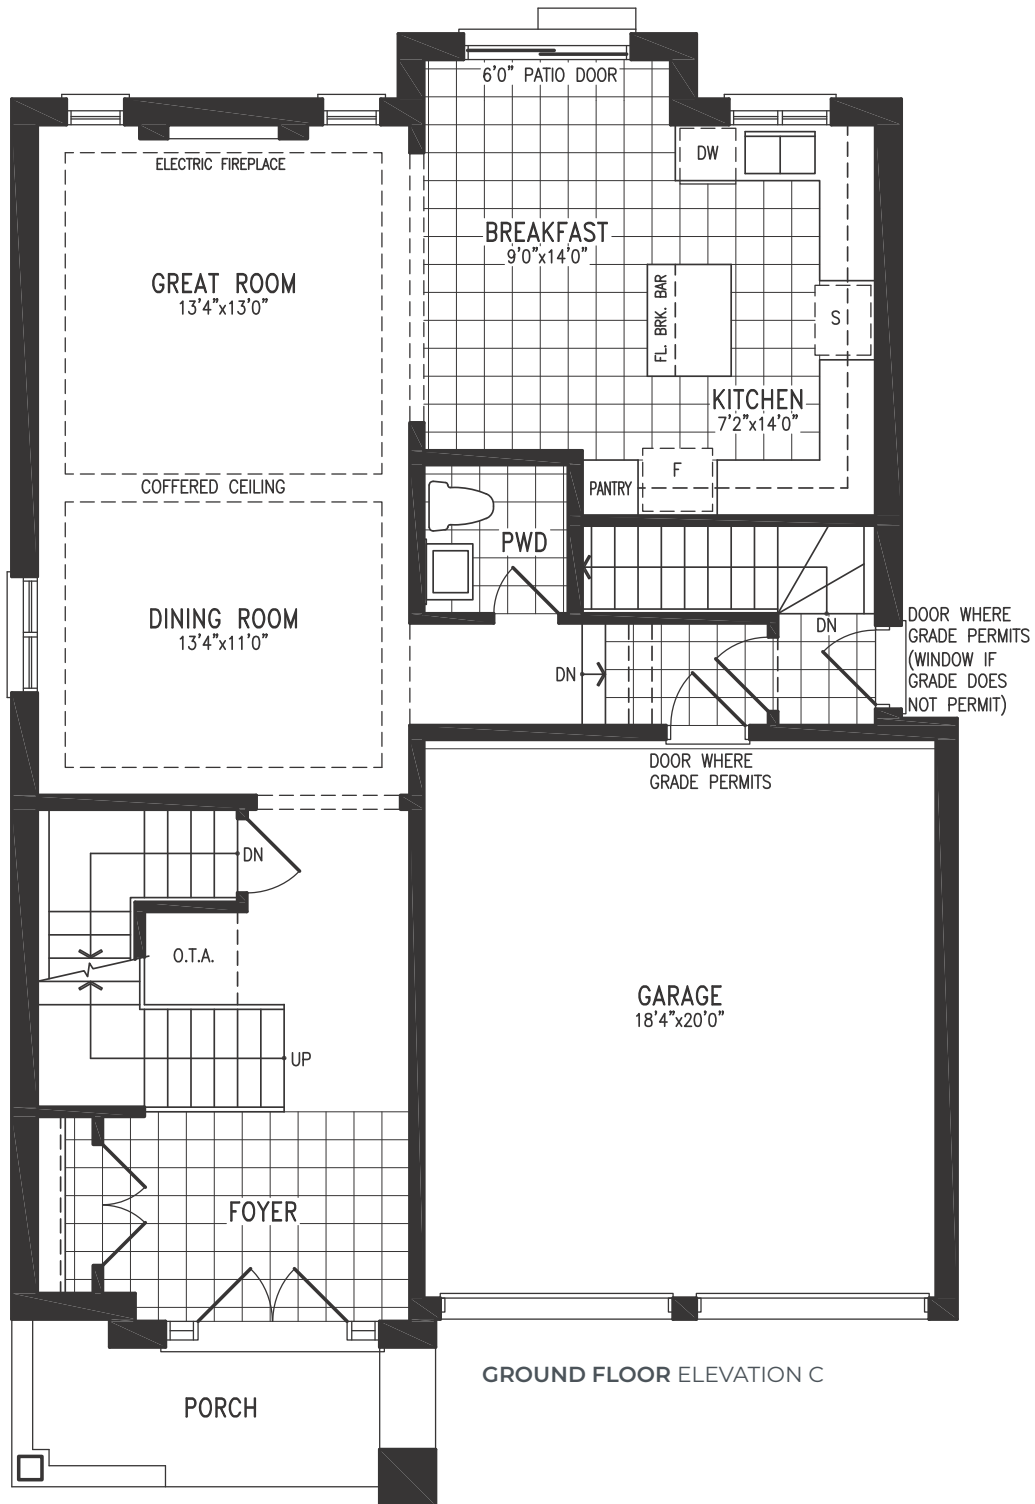 6'0" PATIO DOOR
ELECTRIC FIREPLACE
DW
BREAKFAST
9'0"x14'0"
GREAT ROOM
13'4"x13'0"
FL. BRK. BAR
S
KITCHEN
7'2"x14'0"
COFFERED CEILING
PANTRY
F
PWD
DINING ROOM
13'4"x11'0"
DN
DOOR WHERE
GRADE PERMITS
(WINDOW IF
GRADE DOES
NOT PERMIT)
DN
DOOR WHERE
GRADE PERMITS
DN
O.T.A.
GARAGE
18'4"x20'0"
UP
FOYER
GROUND FLOOR ELEVATION C
PORCH